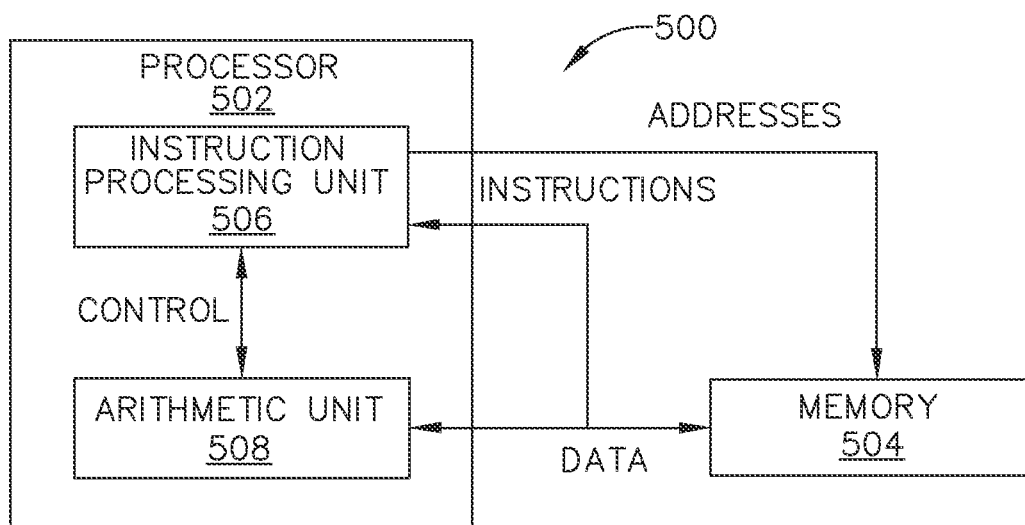 500
PROCESSOR
502
ADDRESSES
INSTRUCTION
PROCESSING UNIT
506
INSTRUCTIONS
CONTROL
ARITHMETIC UNIT
508
DATA
MEMORY
504